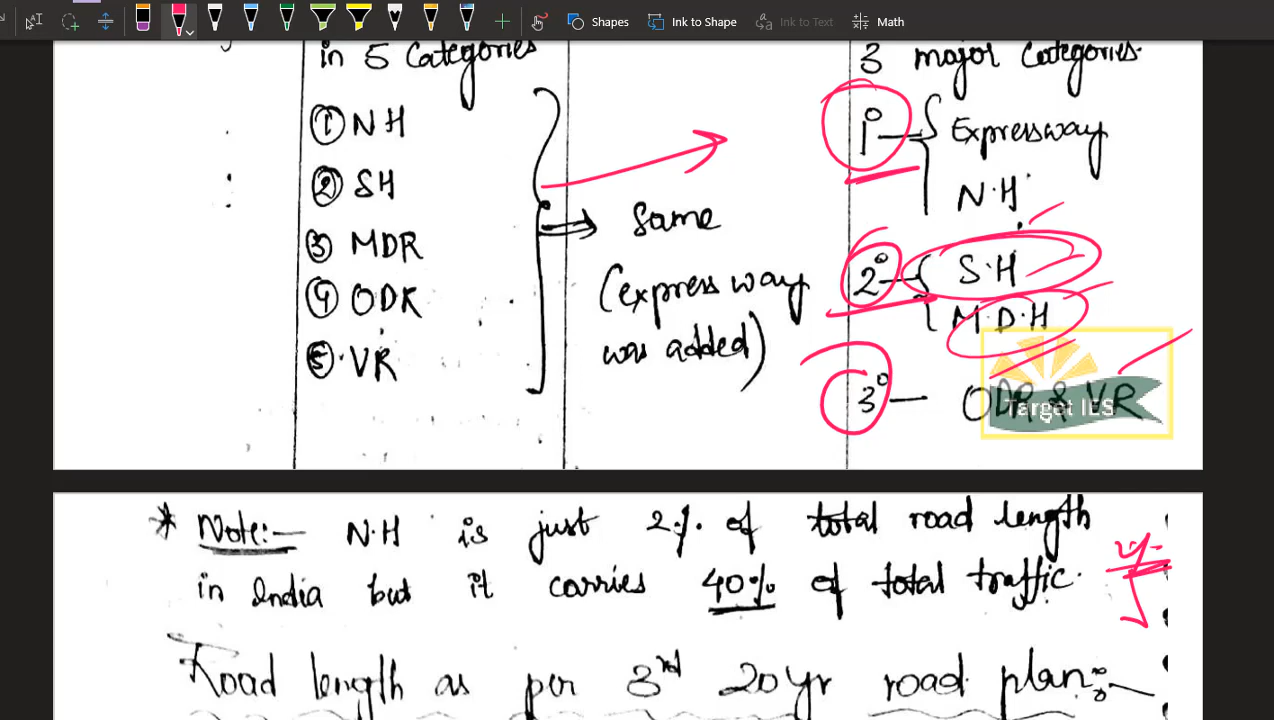 Shapes
Ink to Shape
Ink to Text
Math
in 5 Categories
① NH
② SH
③ MDR
④ ODR
⑤ VR
Same
(express way
was added)
3 major Categories.
1° Expressway
N.H
2° S.H
M.D.H
3° — ODR & VR
Target IES
* Note:— N.H is just 2% of total road length
in India but it carries 40% of total traffic.
Road length as per 3rd 20yr road plan:—